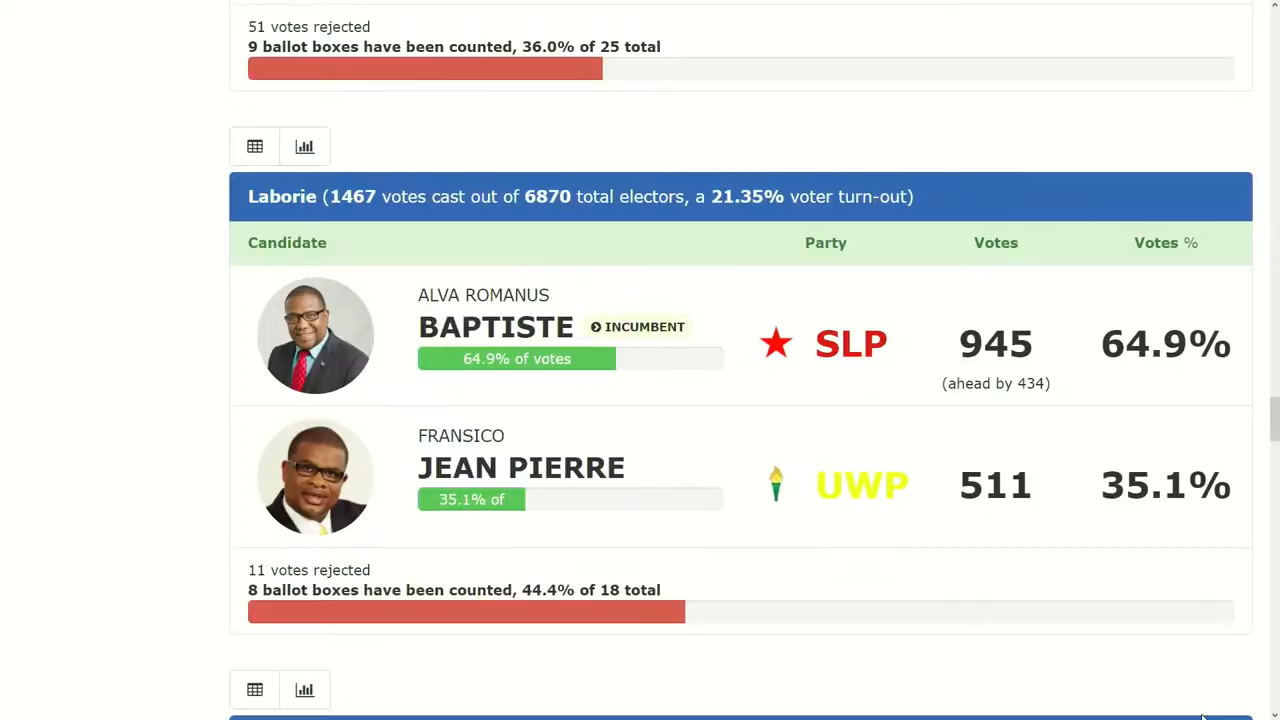 51 votes rejected
9 ballot boxes have been counted, 36.0% of 25 total
Laborie (1467 votes cast out of 6870 total electors, a 21.35% voter turn-out)
Candidate Party Votes Votes %
ALVA ROMANUS
BAPTISTE INCUMBENT
64.9% of votes
SLP 945 64.9%
(ahead by 434)
FRANSICO
JEAN PIERRE
35.1% of
UWP 511 35.1%
11 votes rejected
8 ballot boxes have been counted, 44.4% of 18 total